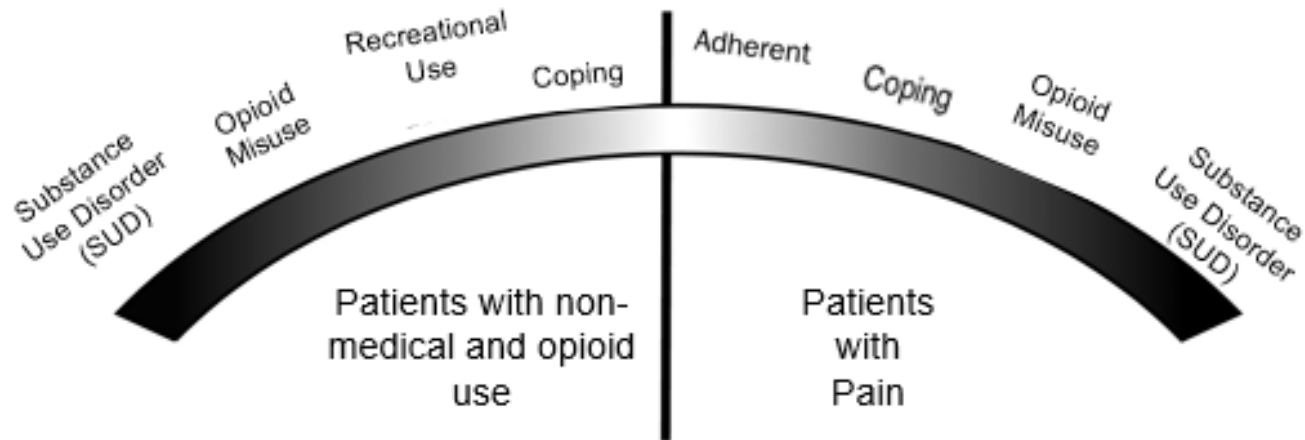 Substance
Use Disorder
(SUD)
Opioid
Misuse
Recreational
Use
Coping
Adherent
Coping
Opioid
Misuse
Substance
Use Disorder
(SUD)
Patients with non-
medical and opioid
use
Patients
with
Pain